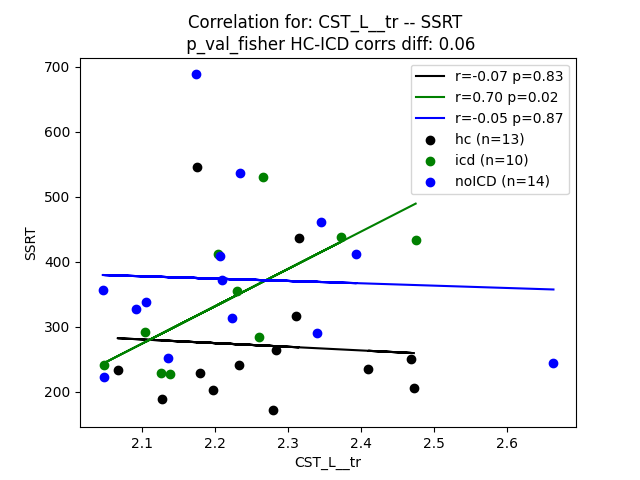 Correlation for: CST_L__tr -- SSRT
p_val_fisher HC-ICD corrs diff: 0.06
r=-0.07 p=0.83
r=0.70 p=0.02
r=-0.05 p=0.87
hc (n=13)
icd (n=10)
noICD (n=14)
SSRT
700
600
500
400
300
200
2.1 2.2 2.3 2.4 2.5 2.6
CST_L__tr